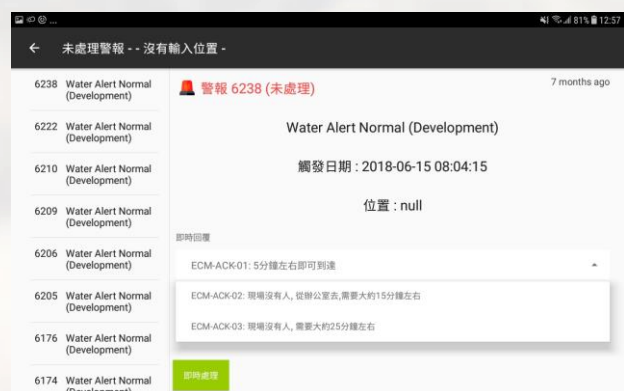 81% 12:57
未處理警報 - - 沒有輸入位置 -
6238 Water Alert Normal
(Development)
6222 Water Alert Normal
(Development)
6210 Water Alert Normal
(Development)
6209 Water Alert Normal
(Development)
6206 Water Alert Normal
(Development)
6205 Water Alert Normal
(Development)
6176 Water Alert Normal
(Development)
6174 Water Alert Normal
(Development)
警報 6238 (未處理)
7 months ago
Water Alert Normal (Development)
觸發日期 : 2018-06-15 08:04:15
位置 : null
即時回覆
ECM-ACK-01: 5分鐘左右即可到達
ECM-ACK-02: 現場沒有人, 從辦公室去,需要大約15分鐘左右
ECM-ACK-03: 現場沒有人, 需要大約25分鐘左右
即時處理